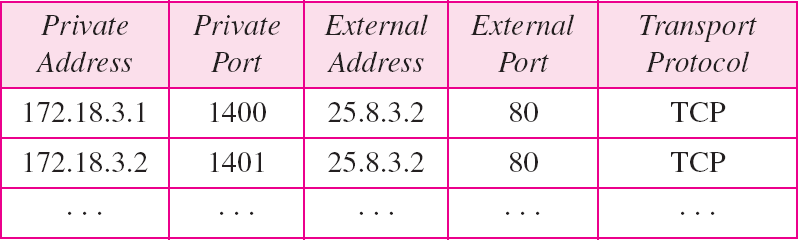 Private Private External External Transport
Address Port Address Port Protocol
172.18.3.1 1400 25.8.3.2 80 TCP
172.18.3.2 1401 25.8.3.2 80 TCP
. . . . . . . . . . . . . . .